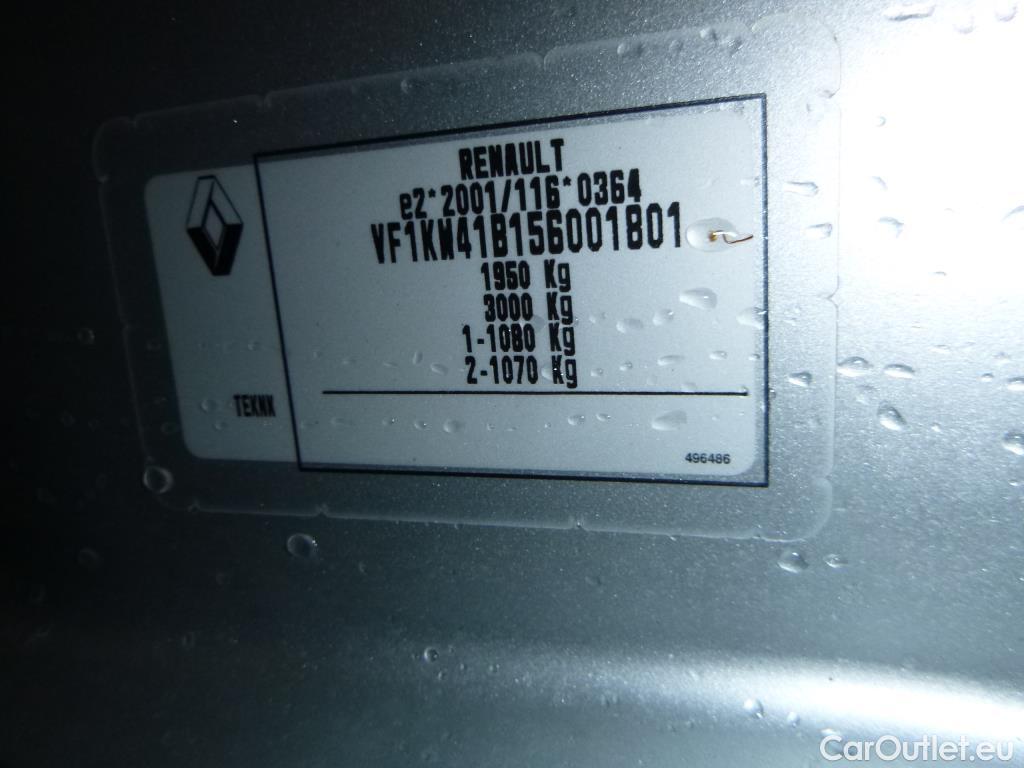 RENAULT
e2*2001/116*0364
VF1KW41B156001801
1950 Kg
3000 Kg
1-1080 Kg
2-1070 Kg
TEKNK
496486
CarOutlet.eu